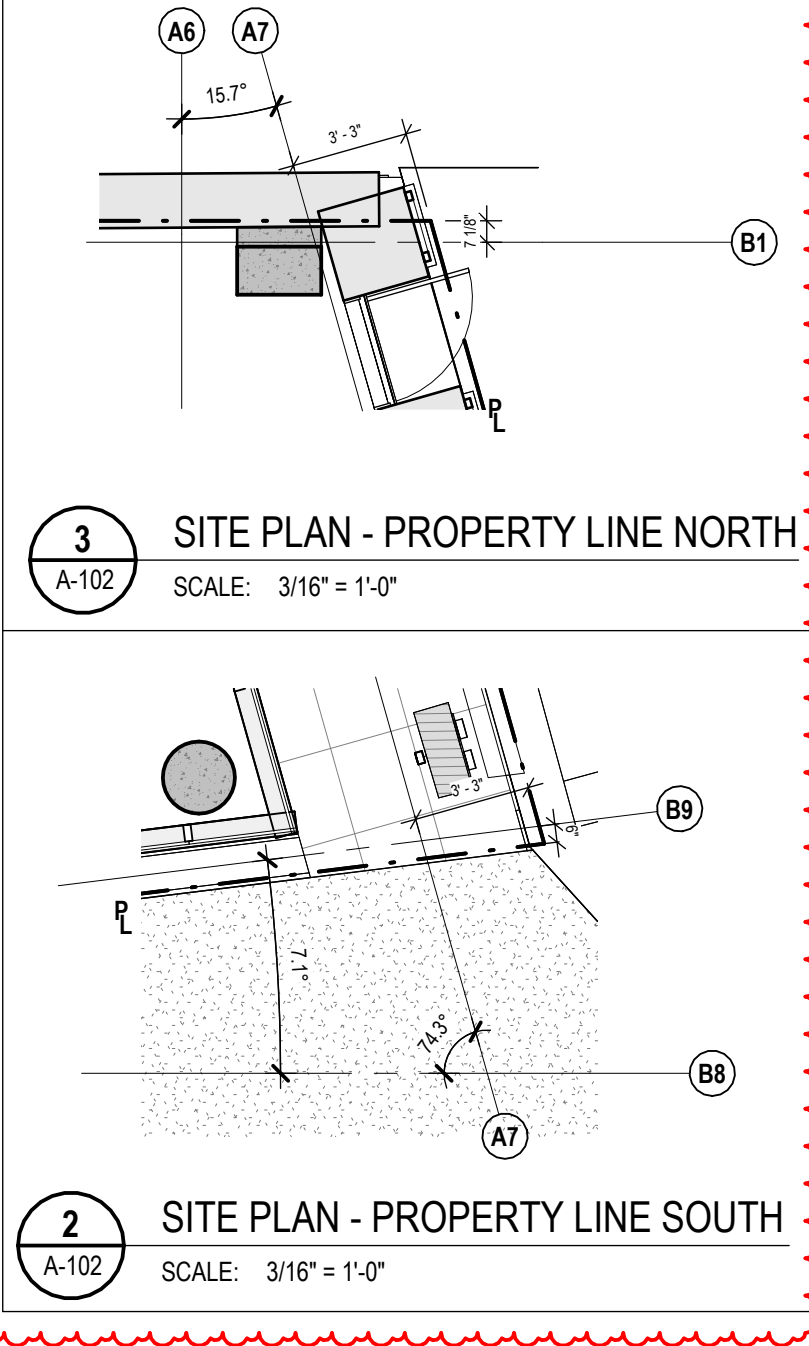 A6 A7
15.7°
3' - 3"
7 1/8"
B1
PL
3
A-102
SITE PLAN - PROPERTY LINE NORTH
SCALE: 3/16" = 1'-0"
3' - 3"
B9
6"
PL
7.1°
74.3°
B8
A7
2
A-102
SITE PLAN - PROPERTY LINE SOUTH
SCALE: 3/16" = 1'-0"